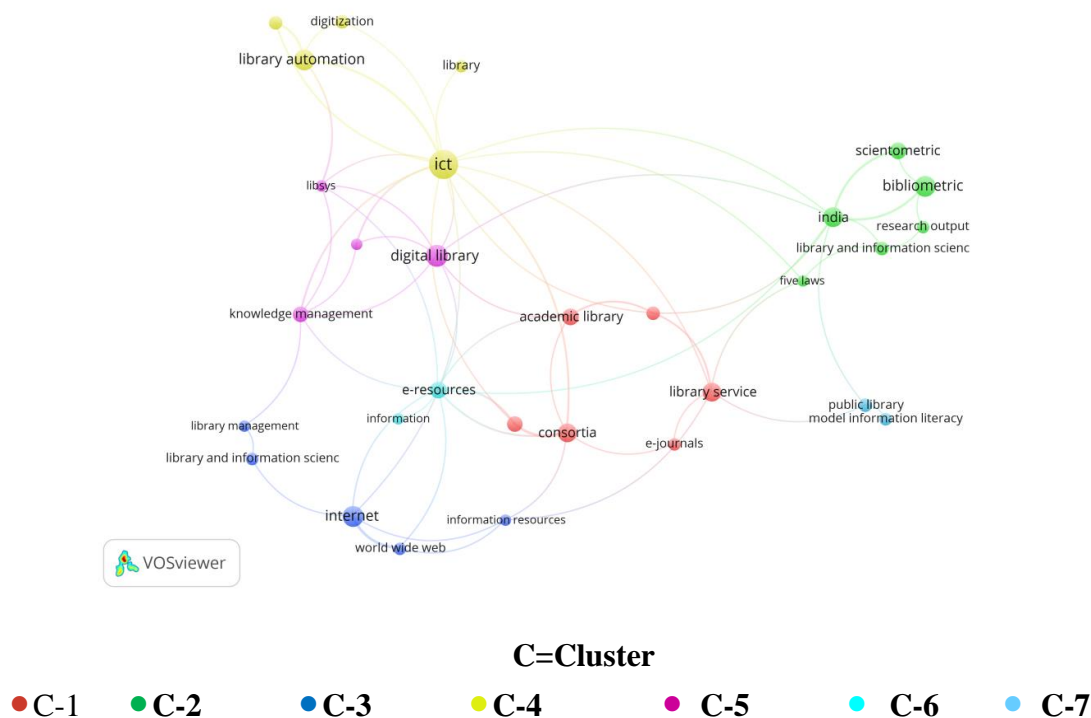 digitization
library automation
library
ict
scientometric
libsys
bibliometric
india
research output
library and information scienc
digital library
five laws
knowledge management
academic library
e-resources
library service
public library
information
model information literacy
library management
consortia
e-journals
library and information scienc
internet
information resources
world wide web
VOSviewer
C=Cluster
C-1 C-2 C-3 C-4 C-5 C-6 C-7